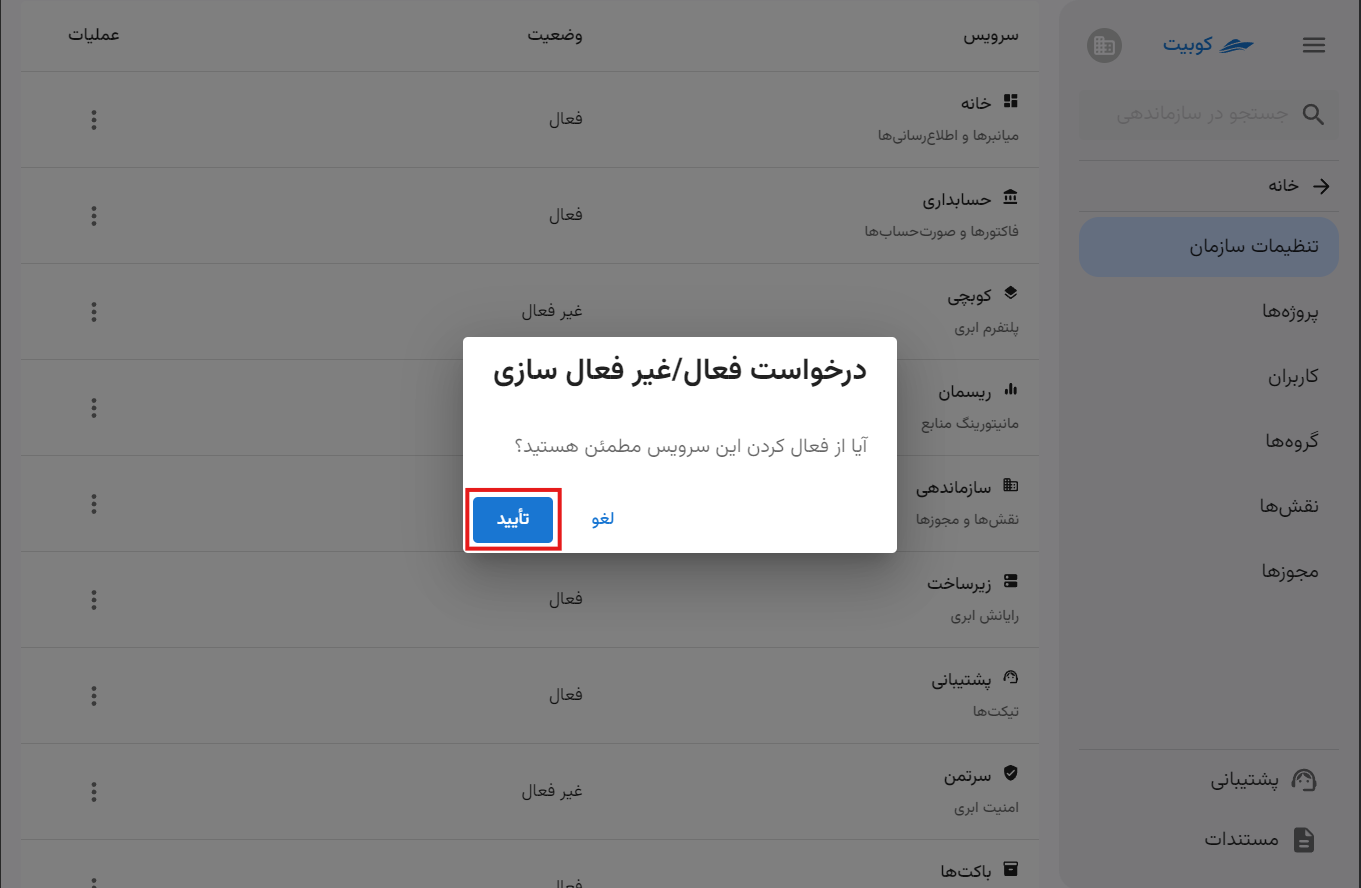 کوبیت
جستجو در سازماندهی
خانه
تنظیمات سازمان
پروژه‌ها
کاربران
گروه‌ها
نقش‌ها
مجوزها
پشتیبانی
مستندات
سرویس وضعیت عملیات
خانه فعال
میانبرها و اطلاع‌رسانی‌ها
حسابداری فعال
فاکتورها و صورت‌حساب‌ها
کوبچی غیر فعال
پلتفرم ابری
ریسمان
مانیتورینگ منابع
سازماندهی
نقش‌ها و مجوزها
زیرساخت فعال
رایانش ابری
پشتیبانی فعال
تیکت‌ها
سرتمن غیر فعال
امنیت ابری
باکت‌ها فعال
درخواست فعال/غیر فعال سازی
آیا از فعال کردن این سرویس مطمئن هستید؟
لغو تأیید